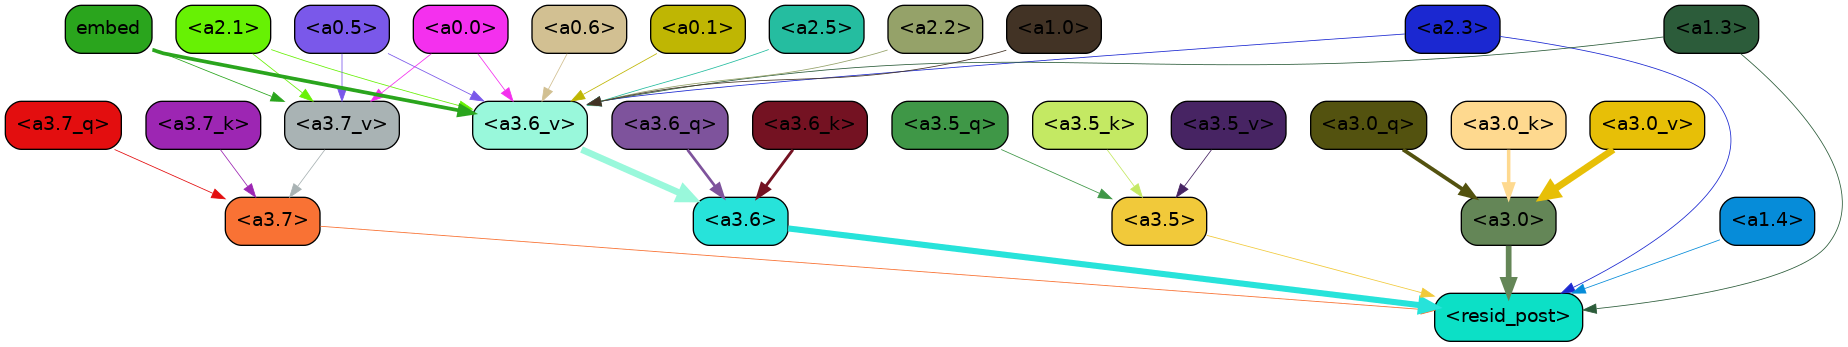 embed <a2.1> <a0.5> <a0.0> <a0.6> <a0.1> <a2.5> <a2.2> <a1.0> <a2.3> <a1.3>
<a3.7_q> <a3.7_k> <a3.7_v> <a3.6_v> <a3.6_q> <a3.6_k> <a3.5_q> <a3.5_k> <a3.5_v> <a3.0_q> <a3.0_k> <a3.0_v>
<a3.7> <a3.6> <a3.5> <a3.0> <a1.4>
<resid_post>